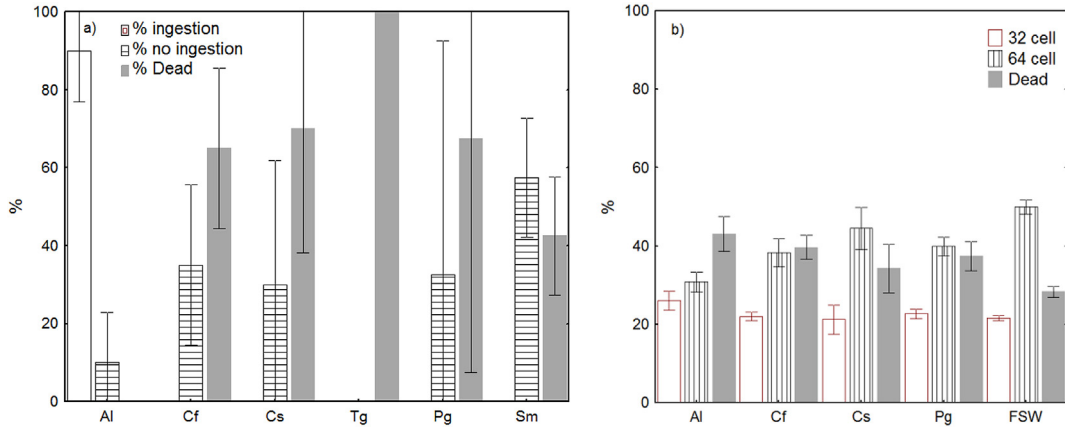 a)
% ingestion
% no ingestion
% Dead
100
80
60
40
20
0
%
Al Cf Cs Tg Pg Sm
b)
32 cell
64 cell
Dead
100
80
60
40
20
0
%
Al Cf Cs Pg FSW